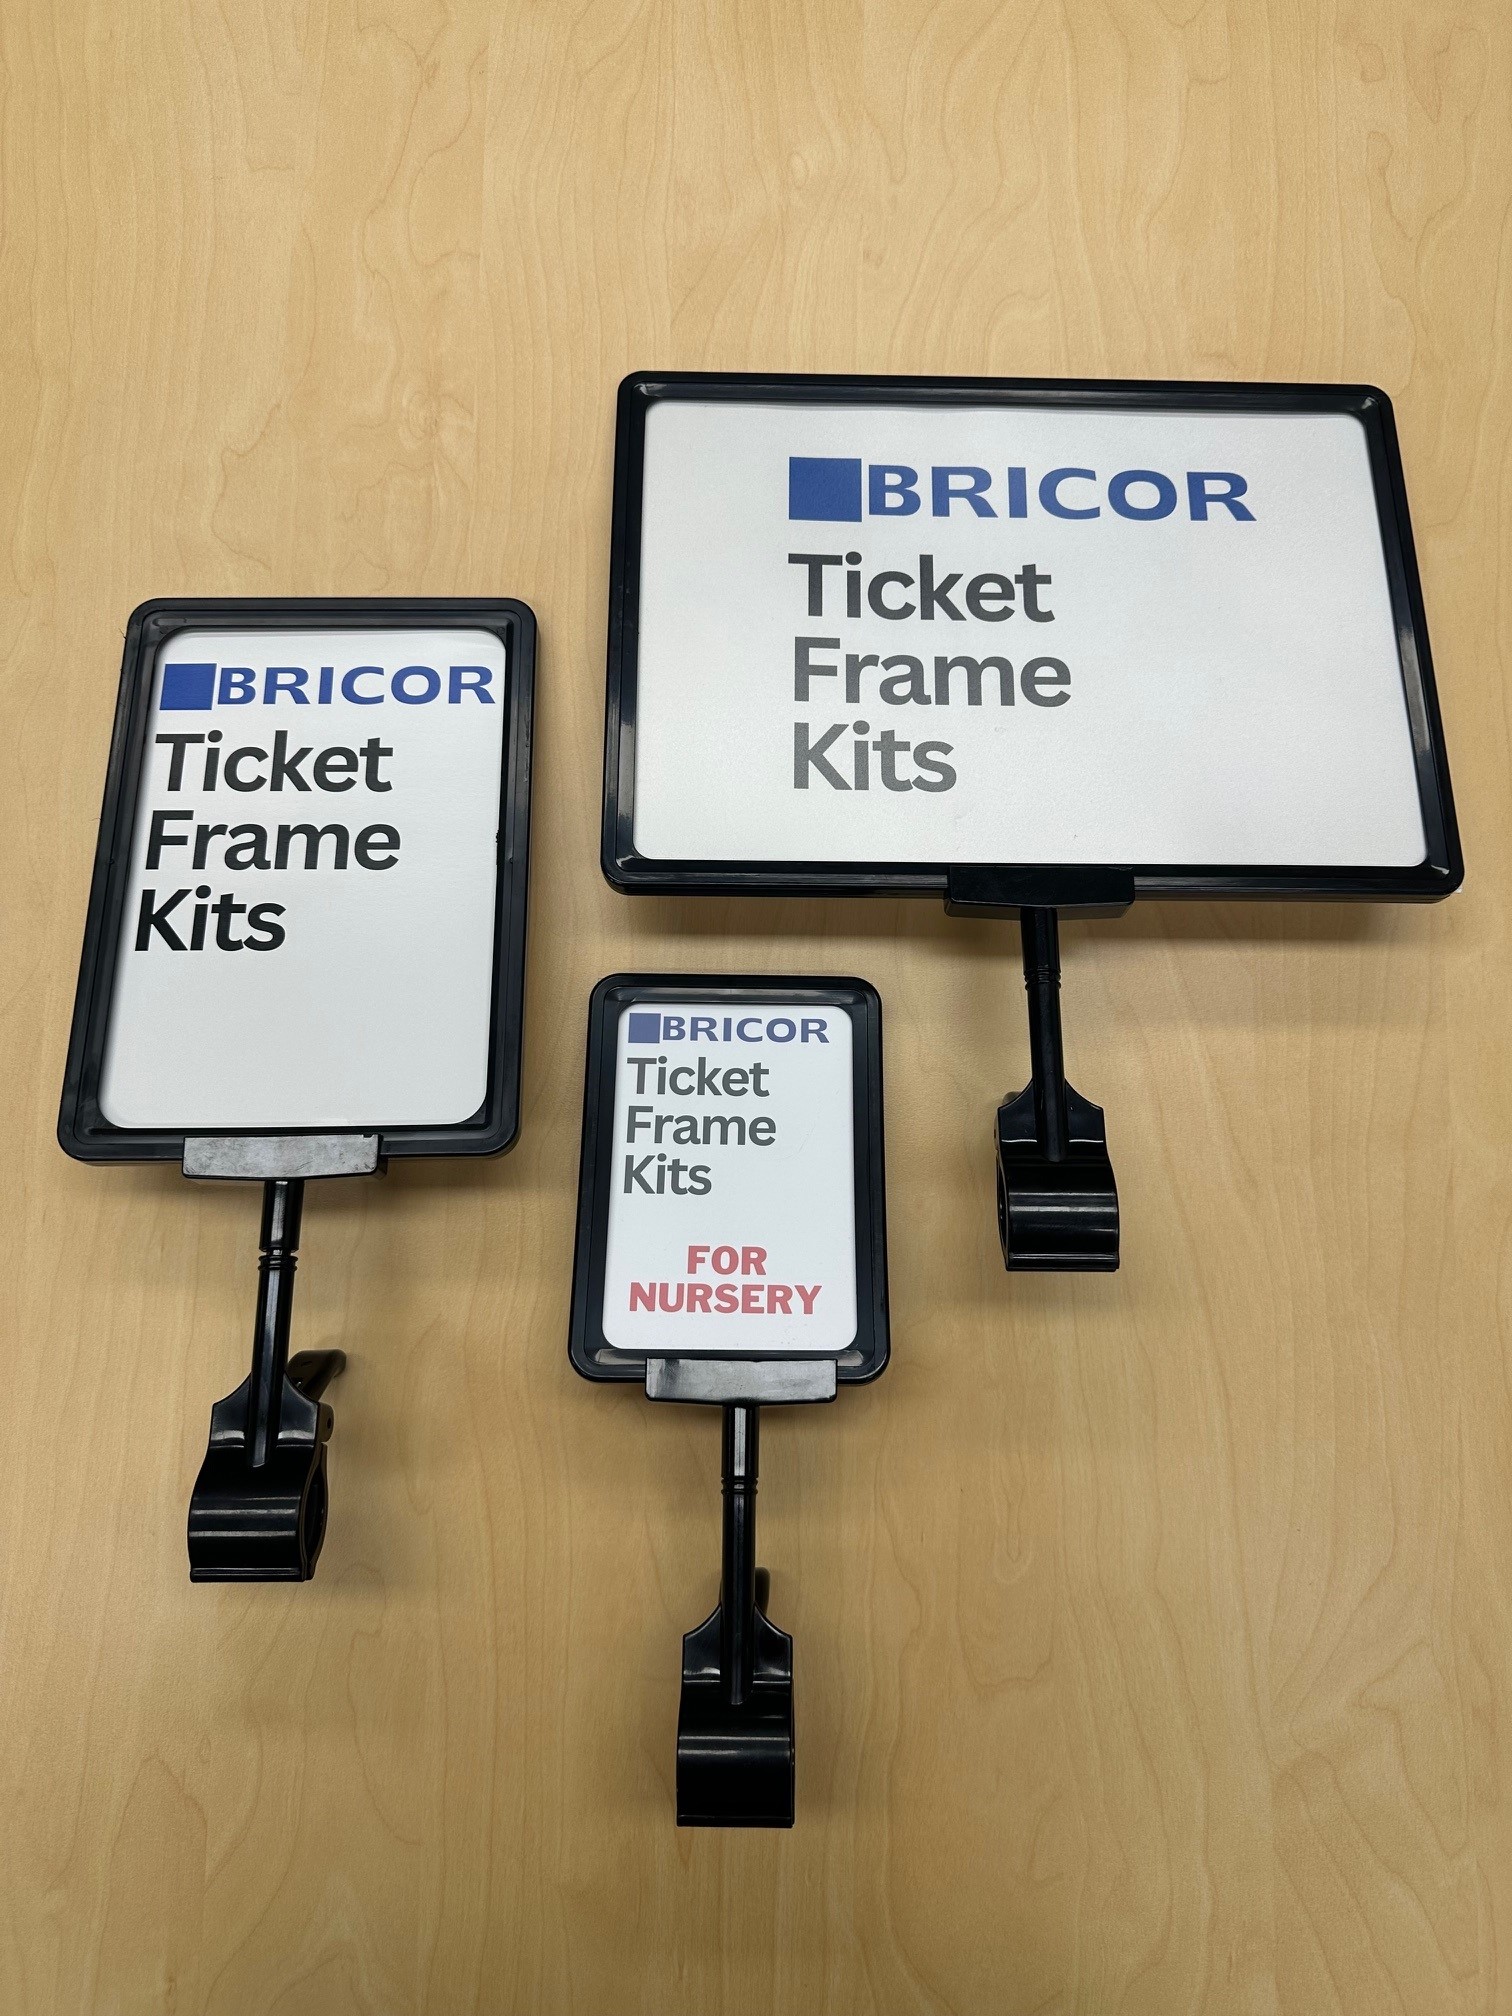 BRICOR
Ticket
Frame
Kits
BRICOR
Ticket
Frame
Kits
BRICOR
Ticket
Frame
Kits
FOR
NURSERY